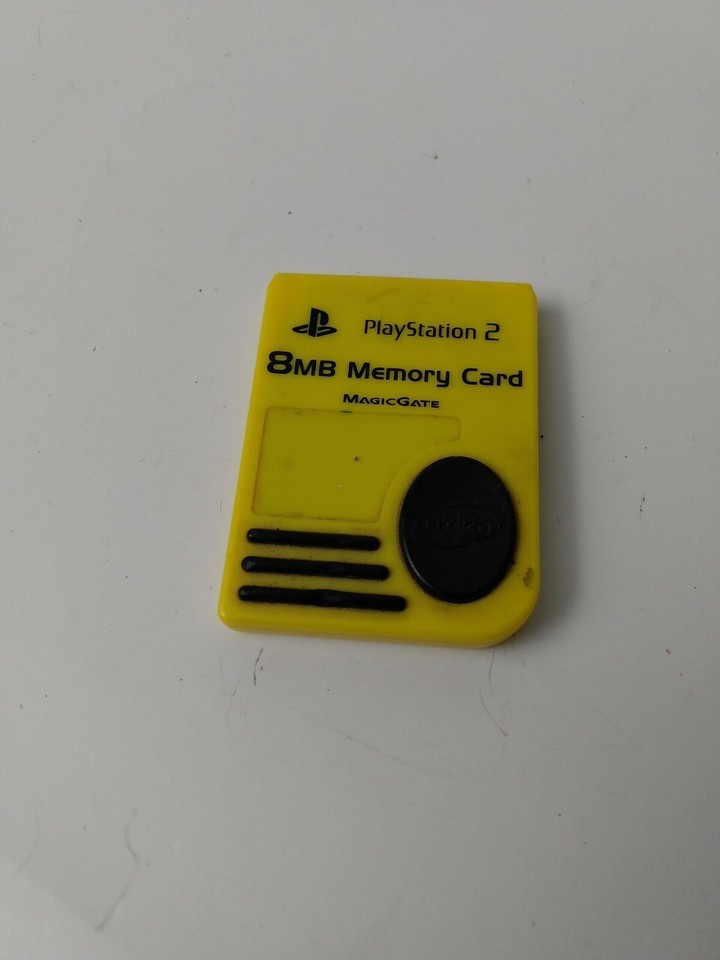 PlayStation 2
8MB Memory Card
MAGICGATE